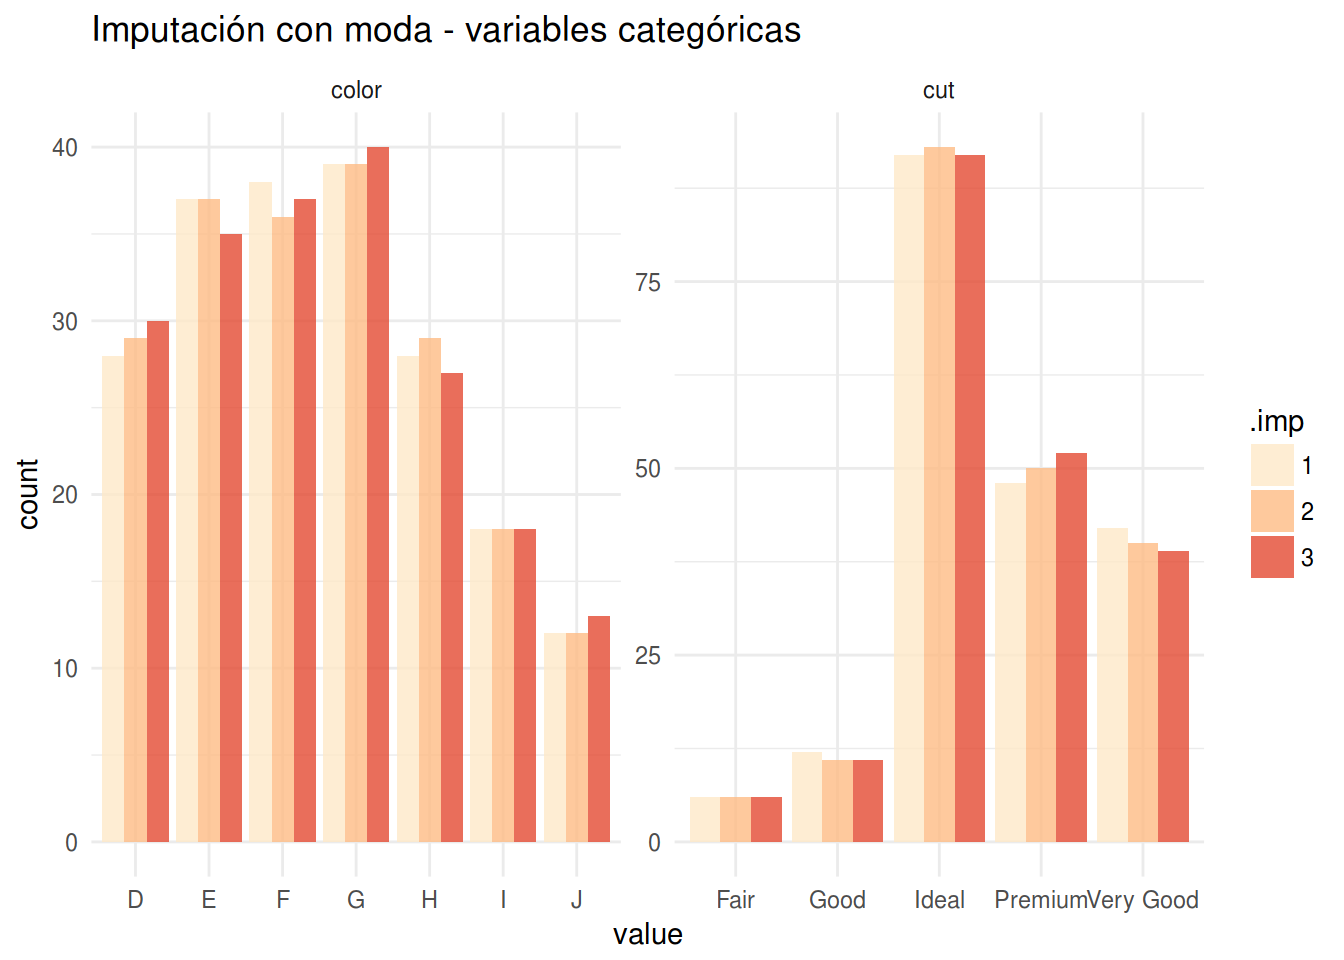 Imputación con moda - variables categóricas
color
cut
count
40
30
20
10
0
75
50
25
0
D E F G H I J
Fair Good Ideal Premium Very Good
value
.imp
1
2
3